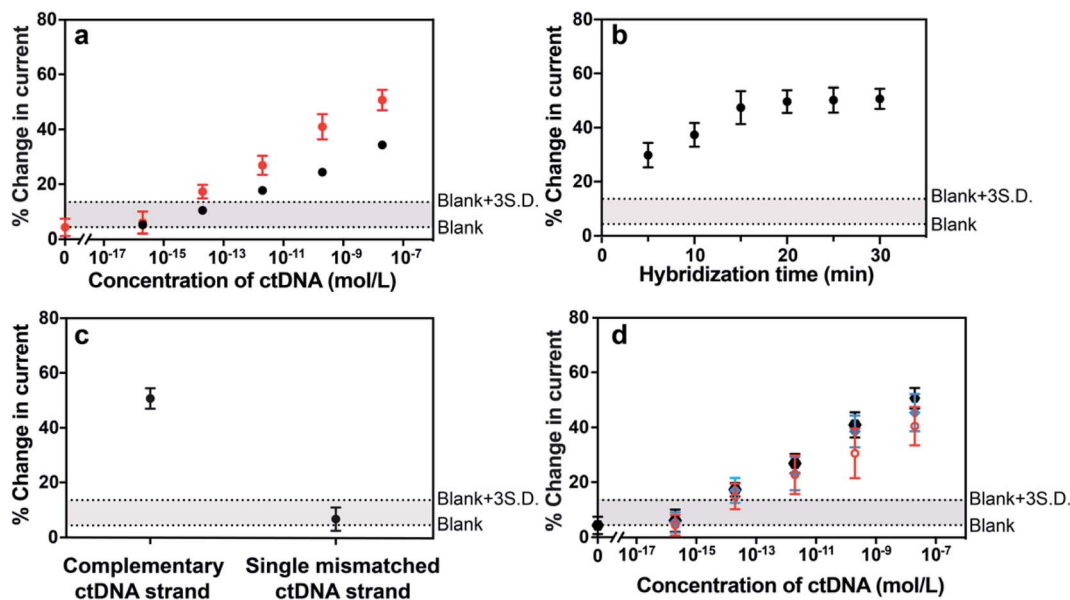 a
% Change in current
80
60
40
20
0
Blank+3S.D.
Blank
0
10⁻¹⁷
10⁻¹⁵
10⁻¹³
10⁻¹¹
10⁻⁹
10⁻⁷
Concentration of ctDNA (mol/L)
b
% Change in current
80
60
40
20
0
Blank+3S.D.
Blank
0
10
20
30
Hybridization time (min)
c
% Change in current
80
60
40
20
0
Blank+3S.D.
Blank
Complementary
ctDNA strand
Single mismatched
ctDNA strand
d
% Change in current
80
60
40
20
0
Blank+3S.D.
Blank
0
10⁻¹⁷
10⁻¹⁵
10⁻¹³
10⁻¹¹
10⁻⁹
10⁻⁷
Concentration of ctDNA (mol/L)